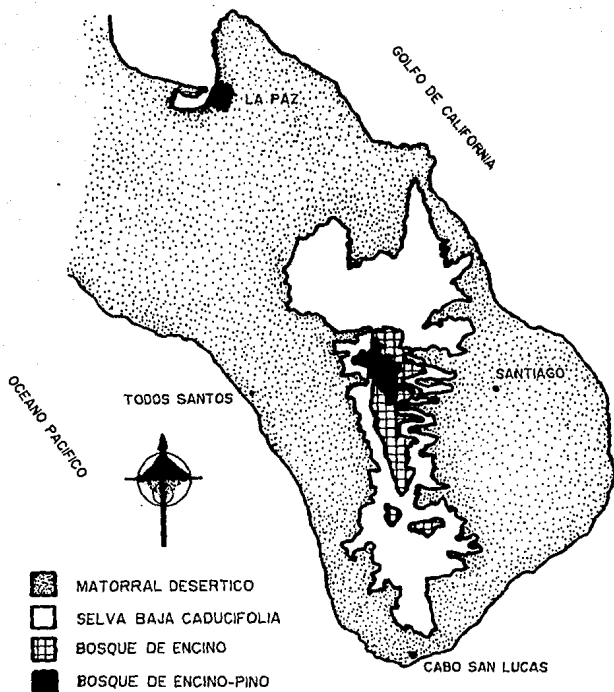 GOLFO DE CALIFORNIA
LA PAZ
SANTIAGO
TODOS SANTOS
OCEANO PACIFICO
MATORRAL DESERTICO
SELVA BAJA CADUCIFOLIA
BOSQUE DE ENCINO
BOSQUE DE ENCINO-PINO
CABO SAN LUCAS